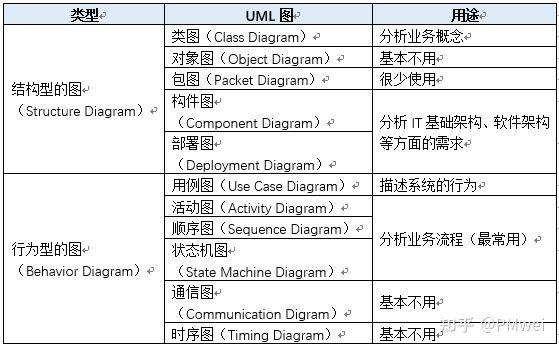 类型 UML 图 用途
类图（Class Diagram） 分析业务概念
对象图（Object Diagram） 基本不用
包图（Packet Diagram） 很少使用
结构型的图
（Structure Diagram）
构件图
（Component Diagram）
部署图
（Deployment Diagram）
分析 IT 基础架构、软件架构
等方面的需求
用例图（Use Case Diagram） 描述系统的行为
行为型的图
（Behavior Diagram）
活动图（Activity Diagram）
顺序图（Sequence Diagram）
状态机图
（State Machine Diagram）
分析业务流程（最常用）
通信图
（Communication Digram）
基本不用
时序图（Timing Diagram） 基本不用
知乎 @PMwei